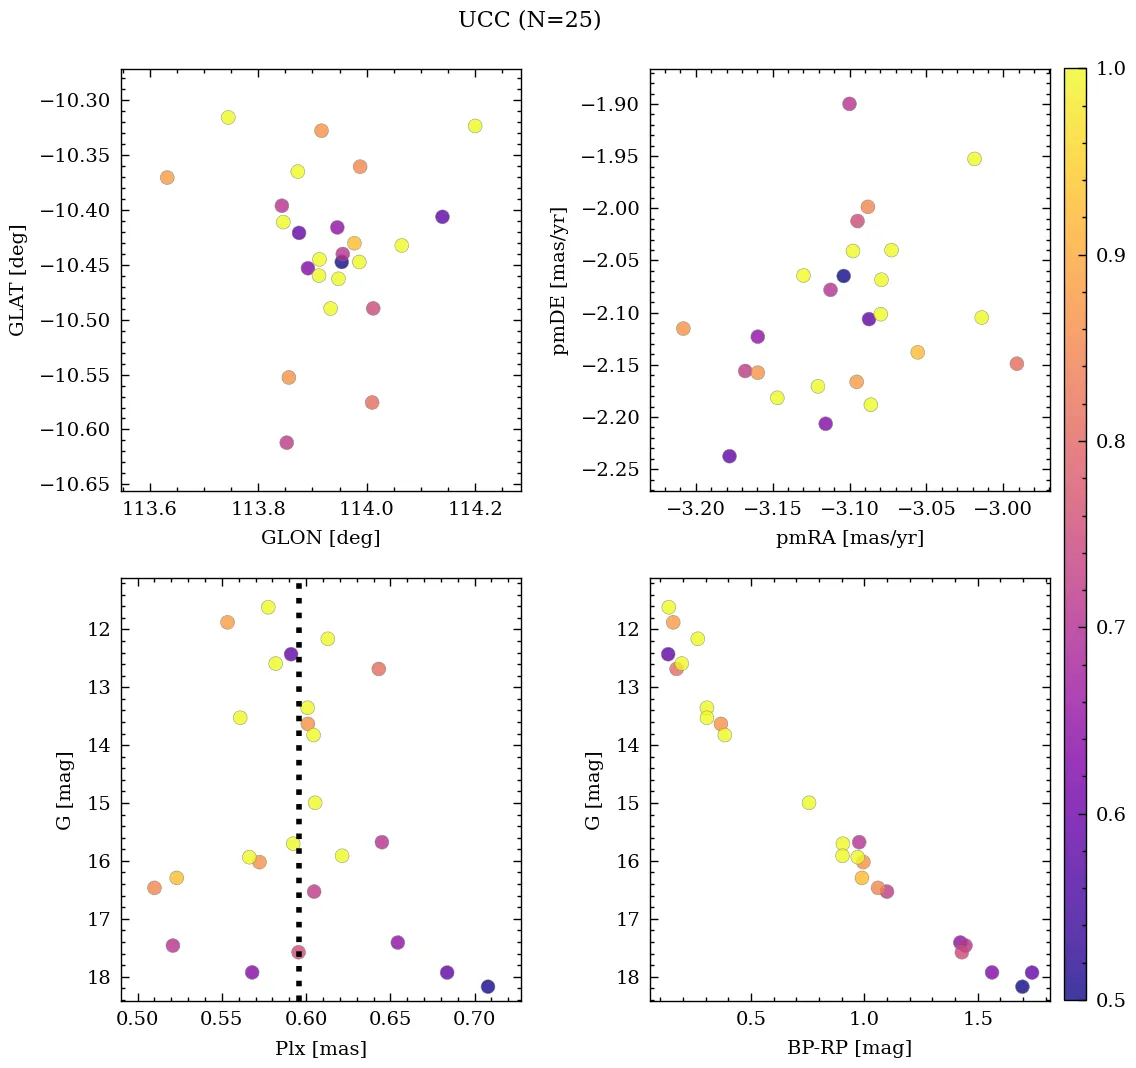 UCC (N=25)
−10.30
−10.35
−10.40
−10.45
−10.50
−10.55
−10.60
−10.65
GLAT [deg]
113.6 113.8 114.0 114.2
GLON [deg]
−1.90
−1.95
−2.00
−2.05
−2.10
−2.15
−2.20
−2.25
pmDE [mas/yr]
−3.20 −3.15 −3.10 −3.05 −3.00
pmRA [mas/yr]
12
13
14
15
16
17
18
G [mag]
0.50 0.55 0.60 0.65 0.70
Plx [mas]
12
13
14
15
16
17
18
G [mag]
0.5 1.0 1.5
BP-RP [mag]
1.0
0.9
0.8
0.7
0.6
0.5